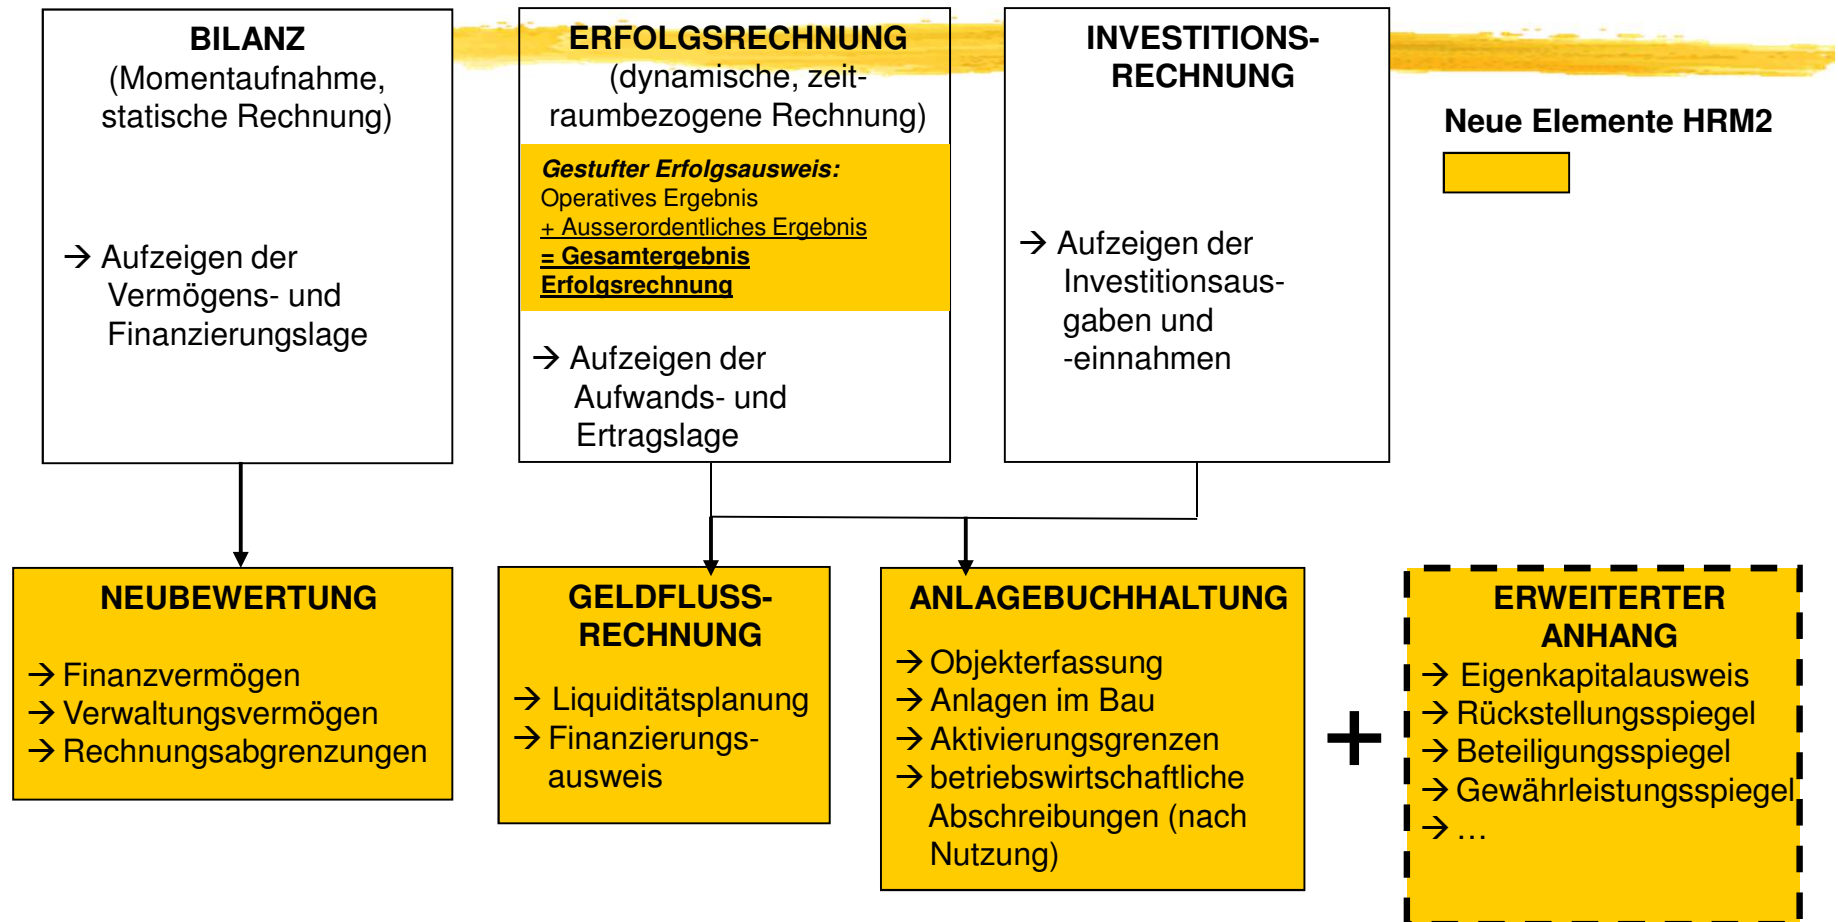 BILANZ
(Momentaufnahme,
statische Rechnung)
→ Aufzeigen der
Vermögens- und
Finanzierungslage
ERFOLGSRECHNUNG
(dynamische, zeit-
raumbezogene Rechnung)
Gestufter Erfolgsausweis:
Operatives Ergebnis
+ Ausserordentliches Ergebnis
= Gesamtergebnis
Erfolgsrechnung
→ Aufzeigen der
Aufwands- und
Ertragslage
INVESTITIONS-
RECHNUNG
→ Aufzeigen der
Investitionsaus-
gaben und
-einnahmen
Neue Elemente HRM2
NEUBEWERTUNG
→ Finanzvermögen
→ Verwaltungsvermögen
→ Rechnungsabgrenzungen
GELDFLUSS-
RECHNUNG
→ Liquiditätsplanung
→ Finanzierungs-
ausweis
ANLAGEBUCHHALTUNG
→ Objekterfassung
→ Anlagen im Bau
→ Aktivierungsgrenzen
→ betriebswirtschaftliche
Abschreibungen (nach
Nutzung)
+
ERWEITERTER
ANHANG
→ Eigenkapitalausweis
→ Rückstellungsspiegel
→ Beteiligungsspiegel
→ Gewährleistungsspiegel
→ …